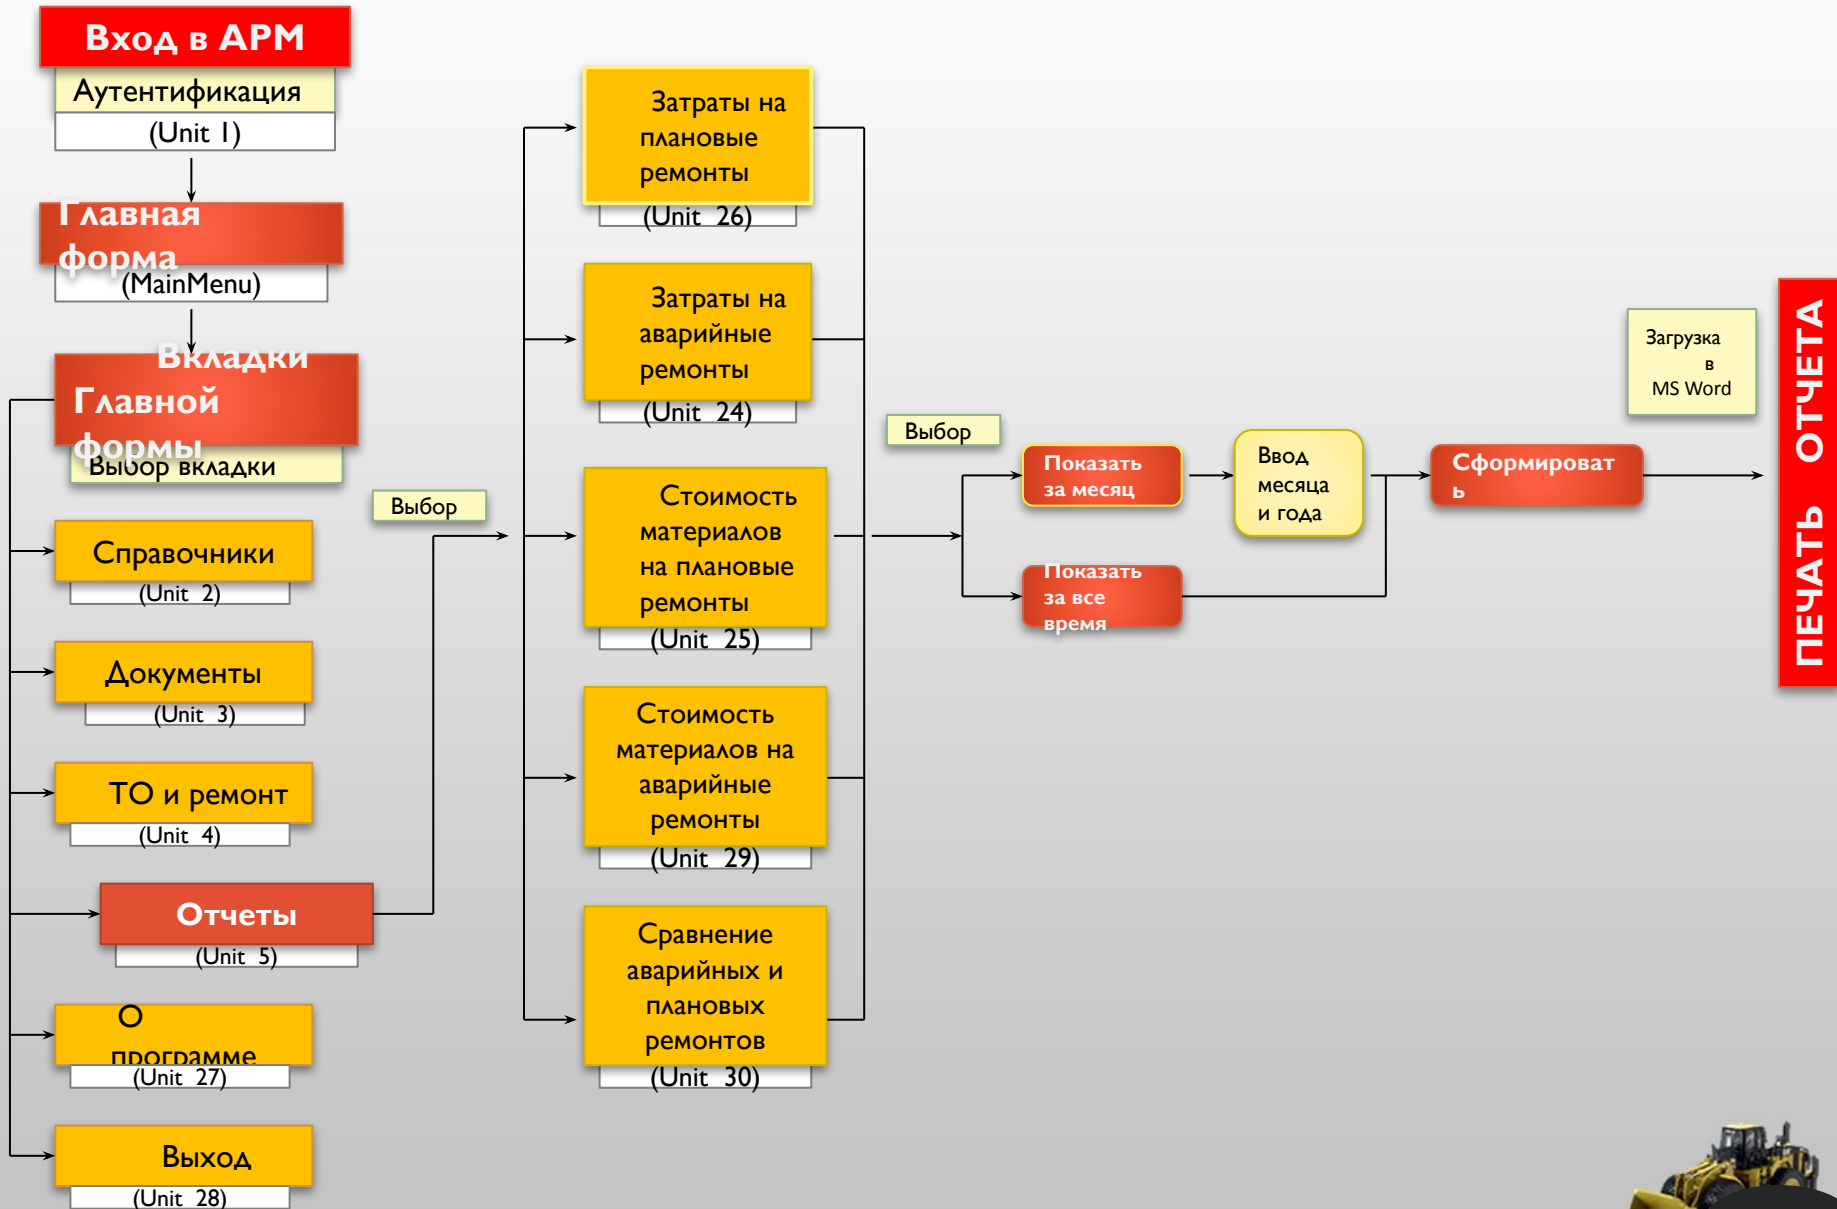 Вход в АРМ
Аутентификация
(Unit 1)
Главная
форма
(MainMenu)
Вкладки
Главной
формы
Выбор вкладки
Справочники
(Unit 2)
Документы
(Unit 3)
ТО и ремонт
(Unit 4)
Отчеты
(Unit 5)
О
программе
(Unit 27)
Выход
(Unit 28)
Выбор
Затраты на
плановые
ремонты
(Unit 26)
Затраты на
аварийные
ремонты
(Unit 24)
Стоимость
материалов
на плановые
ремонты
(Unit 25)
Стоимость
материалов на
аварийные
ремонты
(Unit 29)
Сравнение
аварийных и
плановых
ремонтов
(Unit 30)
Выбор
Показать
за месяц
Ввод
месяца
и года
Показать
за все
время
Сформироват
ь
Загрузка
в
MS Word
ПЕЧАТЬ ОТЧЕТА